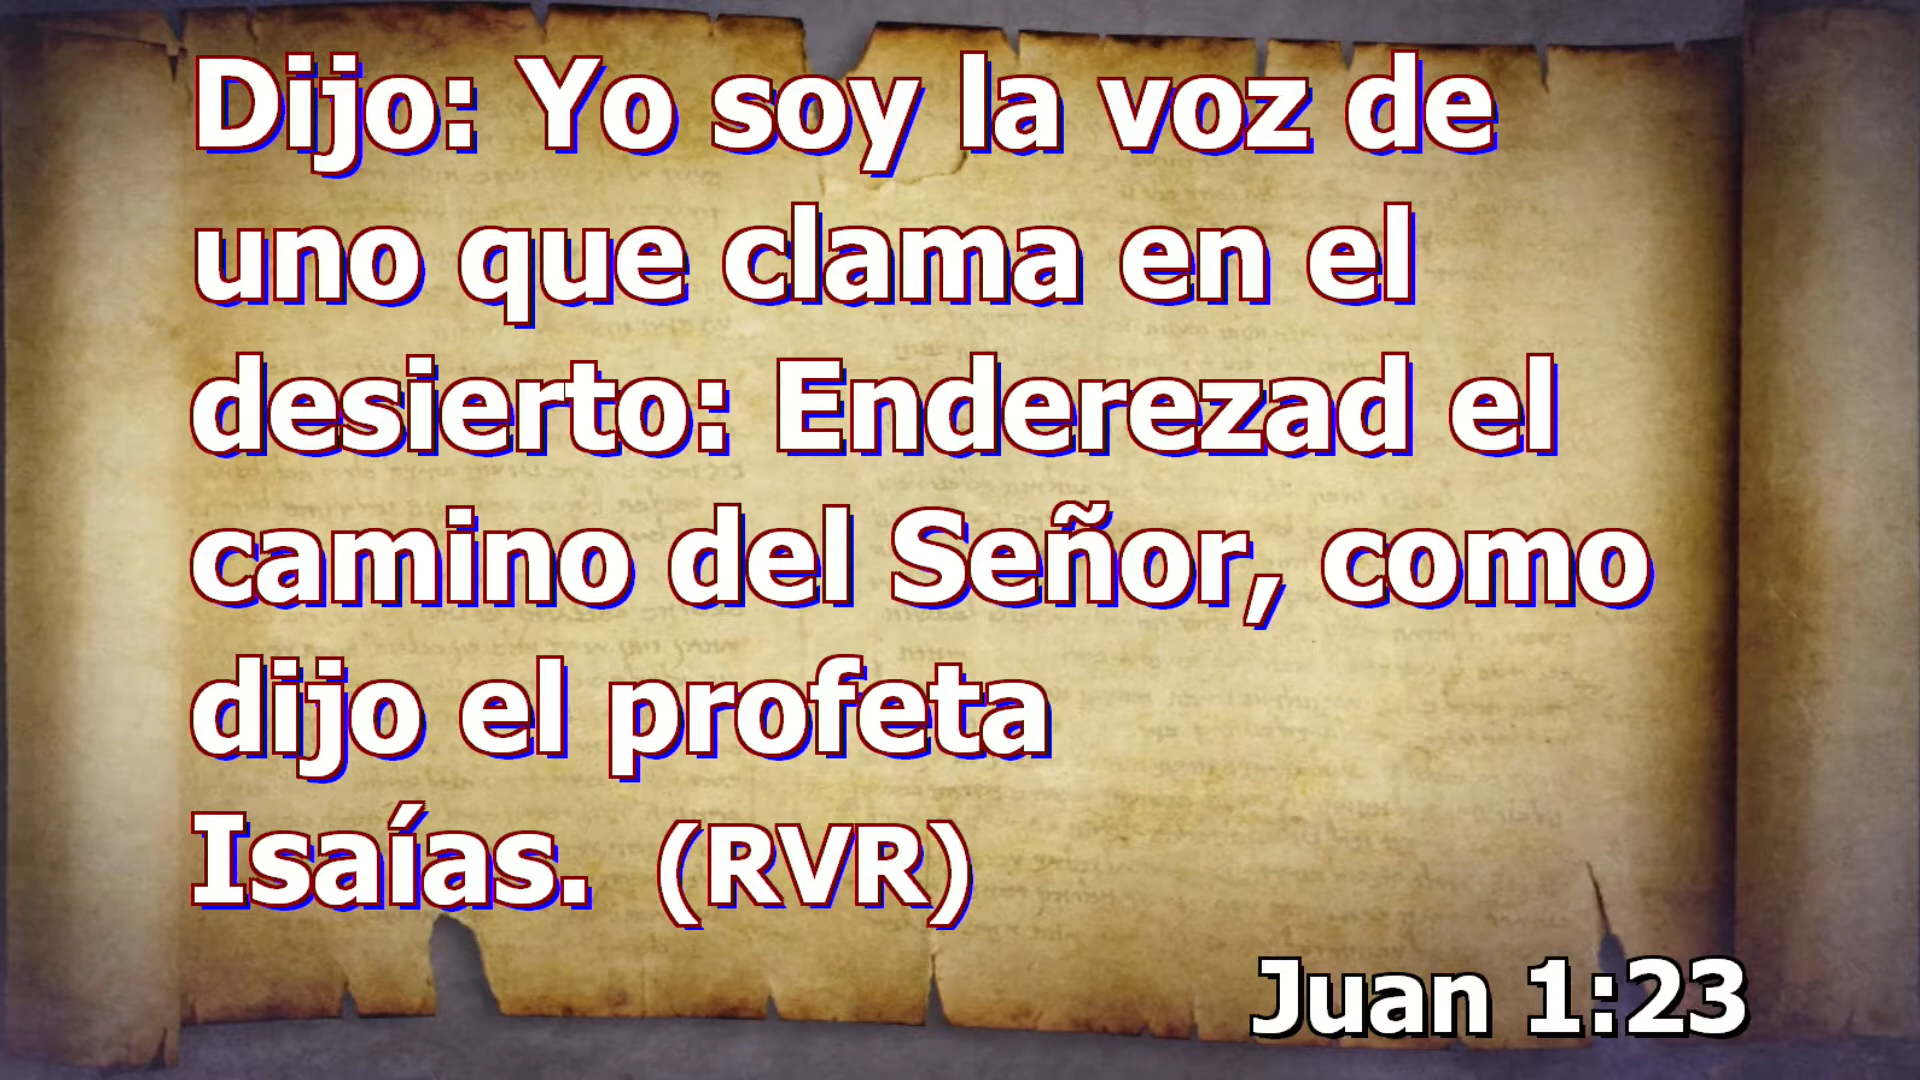 Dijo: Yo soy la voz de
uno que clama en el
desierto: Enderezad el
camino del Señor, como
dijo el profeta
Isaías. (RVR)
Juan 1:23